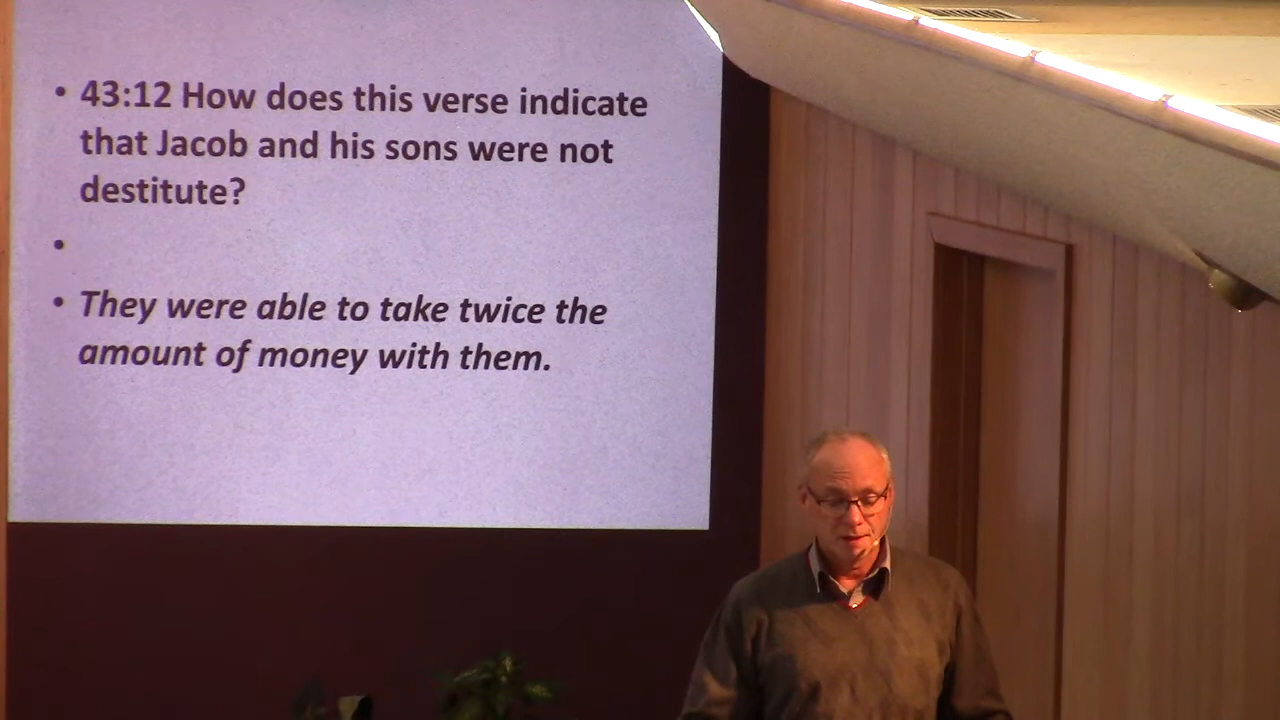 • 43:12 How does this verse indicate
that Jacob and his sons were not
destitute?
•
• They were able to take twice the
amount of money with them.